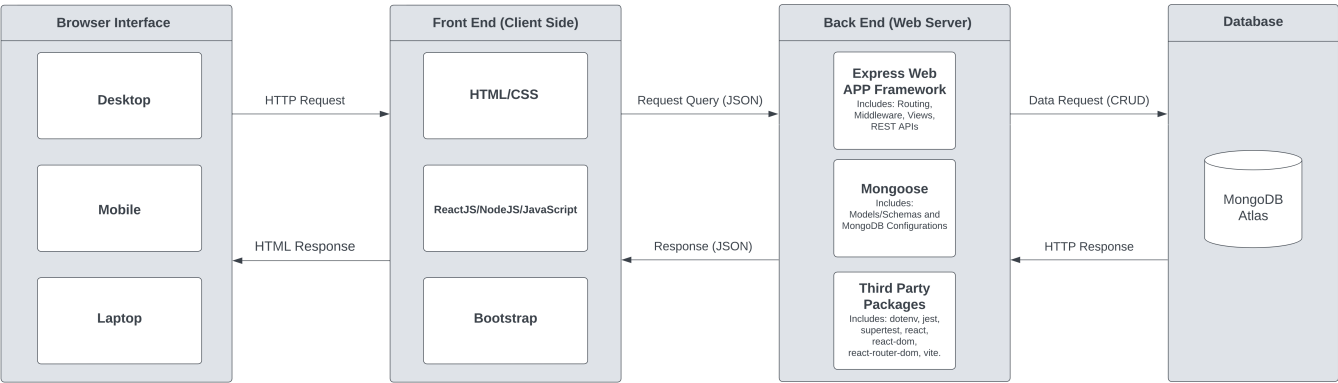 Browser Interface
Desktop
Mobile
Laptop
HTTP Request
HTML Response
Front End (Client Side)
HTML/CSS
ReactJS/NodeJS/JavaScript
Bootstrap
Request Query (JSON)
Response (JSON)
Back End (Web Server)
Express Web
APP Framework
Includes: Routing,
Middleware, Views,
REST APIs
Mongoose
Includes:
Models/Schemas and
MongoDB Configurations
Third Party
Packages
Includes: dotenv, jest,
supertest, react,
react-dom,
react-router-dom, vite.
Data Request (CRUD)
HTTP Response
Database
MongoDB
Atlas